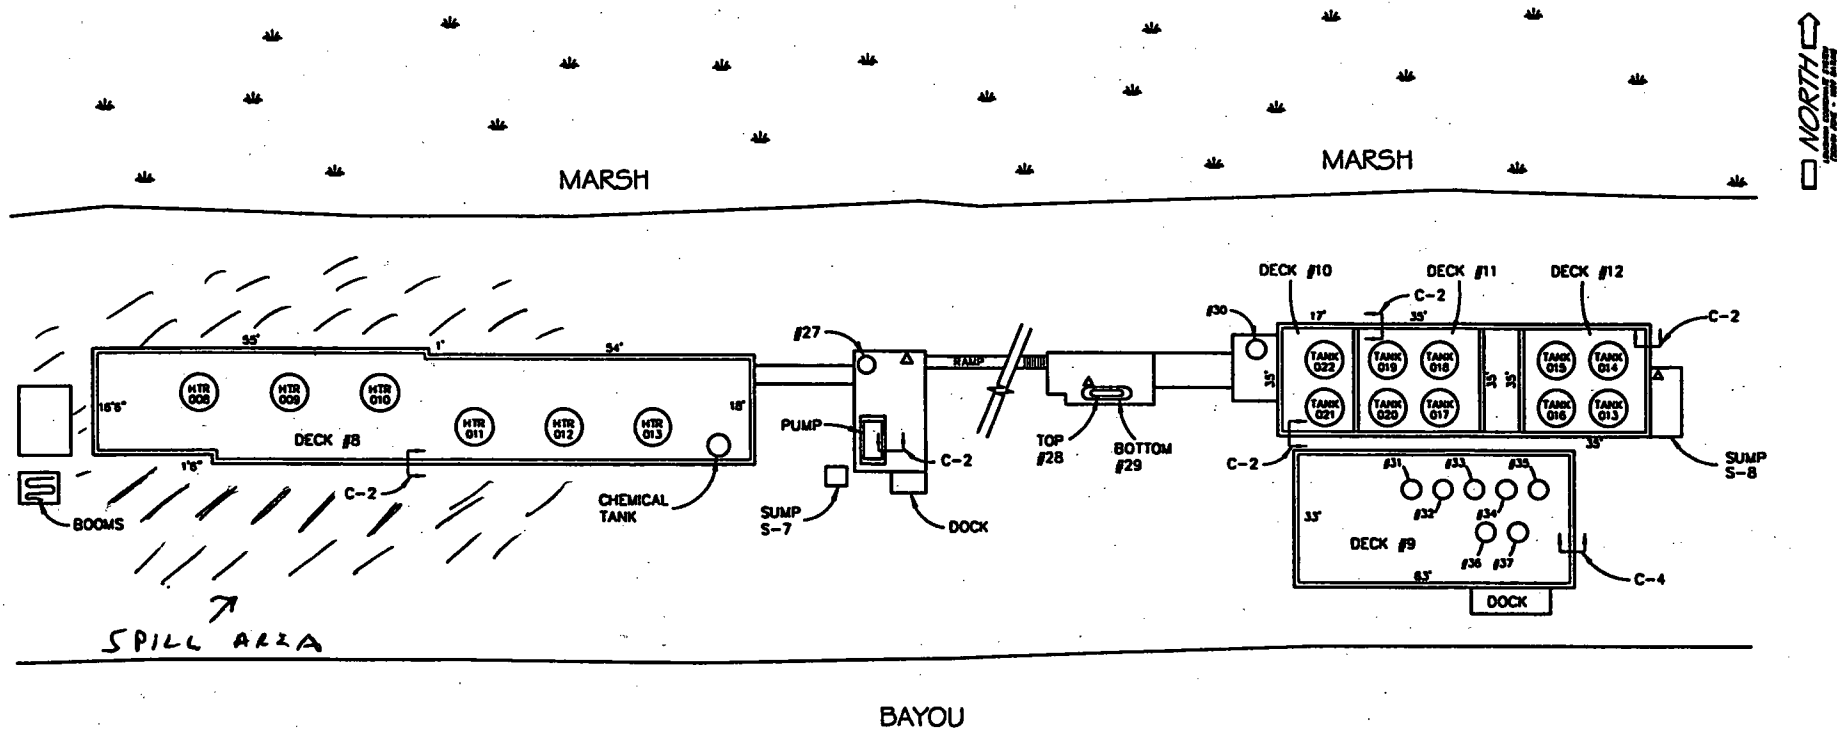 NORTH
MARSH
MARSH
DECK #10
DECK #11
DECK #12
C-2
C-2
#30
17'
35'
#27
55'
1'
54'
RAMP
TANK
022
TANK
019
TANK
018
TANK
015
TANK
014
35'
35'
35'
HTR
008
HTR
009
HTR
010
16'6"
18'
TANK
021
TANK
020
TANK
017
TANK
016
TANK
013
HTR
011
HTR
012
HTR
013
DECK #8
PUMP
TOP
#28
BOTTOM
#29
35'
C-2
C-2
SUMP
S-8
1'6"
C-2
#31
#33
#35
CHEMICAL
TANK
SUMP
S-7
DOCK
BOOMS
#32
#34
33'
DECK #9
#36
#37
63'
C-4
DOCK
SPILL AREA
BAYOU